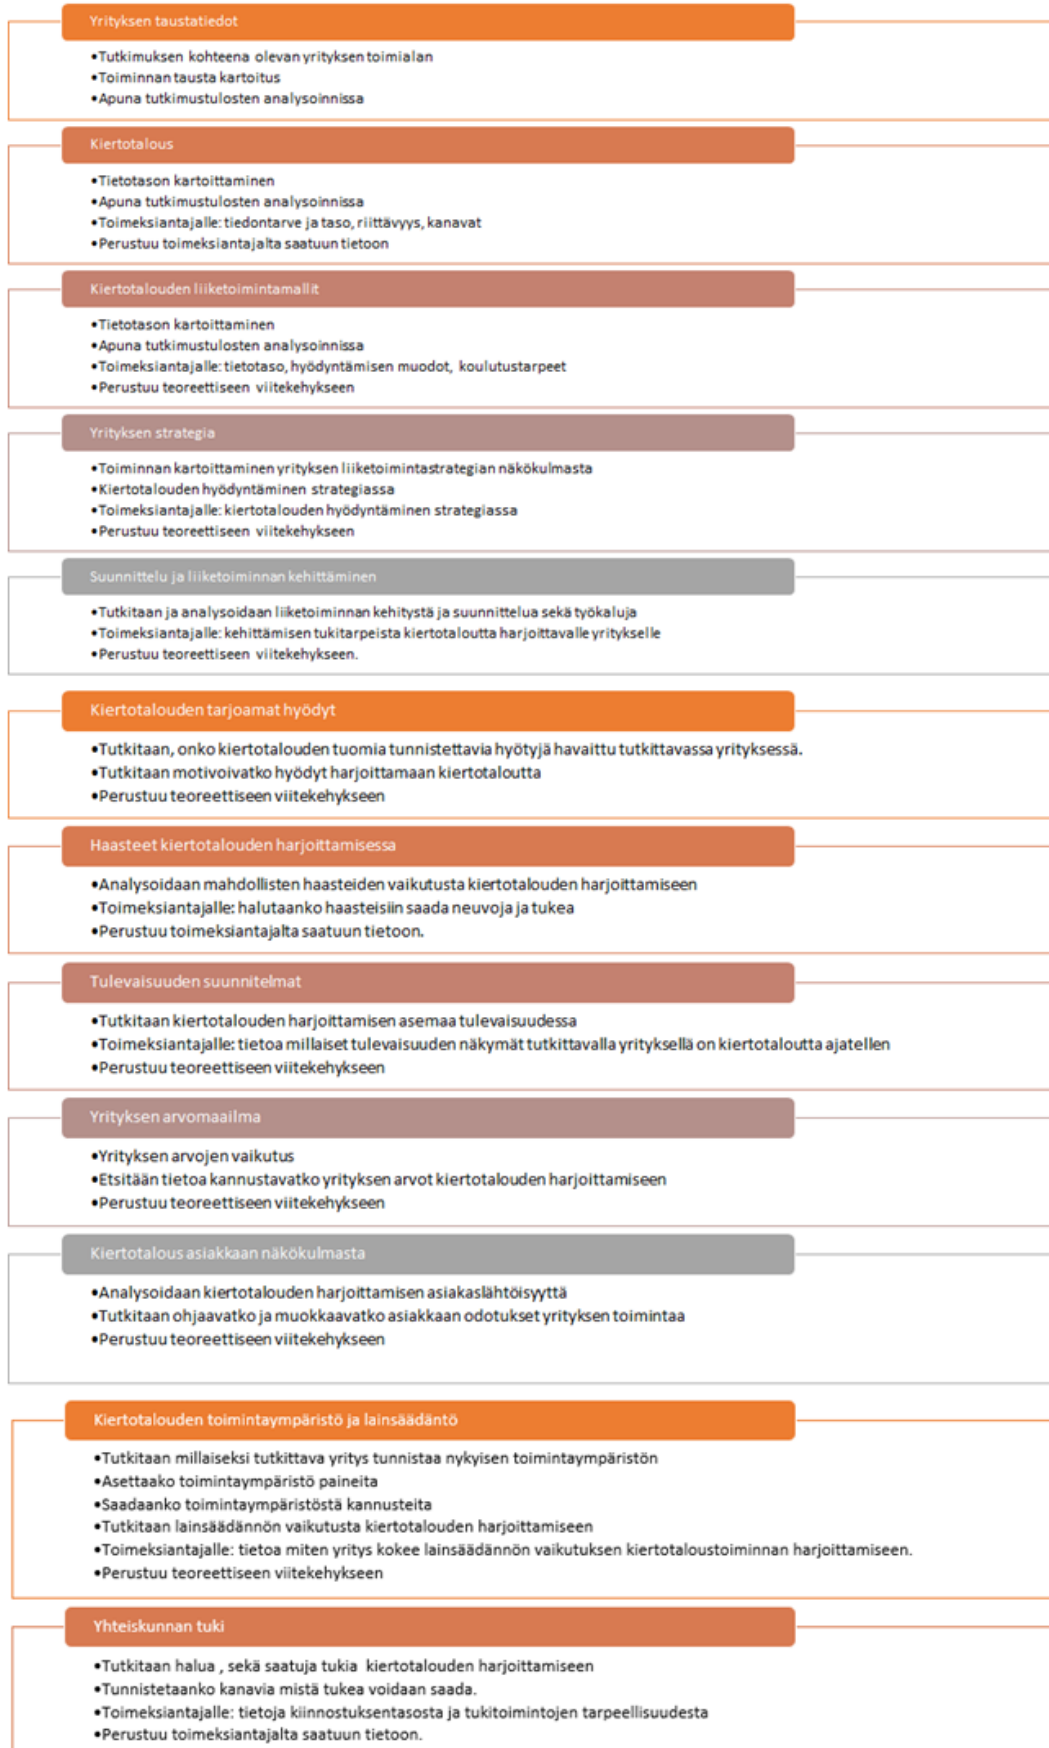 Yrityksen taustatiedot
•Tutkimuksen kohteena olevan yrityksen toimialan
•Toiminnan tausta kartoitus
•Apuna tutkimustulosten analysoinnissa
Kiertotalous
•Tietotason kartoittaminen
•Apuna tutkimustulosten analysoinnissa
•Toimeksiantajalle: tiedontarve ja taso, riittävyys, kanavat
•Perustuu toimeksiantajalta saatuun tietoon
Kiertotalouden liiketoimintamallit
•Tietotason kartoittaminen
•Apuna tutkimustulosten analysoinnissa
•Toimeksiantajalle: tietotaso, hyödyntämisen muodot, koulutustarpeet
•Perustuu teoreettiseen viitekehykseen
Yrityksen strategia
•Toiminnan kartoittaminen yrityksen liiketoimintastrategian näkökulmasta
•Kiertotalouden hyödyntäminen strategiassa
•Toimeksiantajalle: kiertotalouden hyödyntäminen strategiassa
•Perustuu teoreettiseen viitekehykseen
Suunnittelu ja liiketoiminnan kehittäminen
•Tutkitaan ja analysoidaan liiketoiminnan kehitystä ja suunnittelua sekä työkaluja
•Toimeksiantajalle: kehittämisen tukitarpeista kiertotaloutta harjoittavalle yritykselle
•Perustuu teoreettiseen viitekehykseen.
Kiertotalouden tarjoamat hyödyt
•Tutkitaan, onko kiertotalouden tuomia tunnistettavia hyötyjä havaittu tutkittavassa yrityksessä.
•Tutkitaan motivoivatko hyödyt harjoittamaan kiertotaloutta
•Perustuu teoreettiseen viitekehykseen
Haasteet kiertotalouden harjoittamisessa
•Analysoidaan mahdollisten haasteiden vaikutusta kiertotalouden harjoittamiseen
•Toimeksiantajalle: halutaanko haasteisiin saada neuvoja ja tukea
•Perustuu toimeksiantajalta saatuun tietoon.
Tulevaisuuden suunnitelmat
•Tutkitaan kiertotalouden harjoittamisen asemaa tulevaisuudessa
•Toimeksiantajalle: tietoa millaiset tulevaisuuden näkymät tutkittavalla yrityksellä on kiertotaloutta ajatellen
•Perustuu teoreettiseen viitekehykseen
Yrityksen arvomaailma
•Yrityksen arvojen vaikutus
•Etsitään tietoa kannustavatko yrityksen arvot kiertotalouden harjoittamiseen
•Perustuu teoreettiseen viitekehykseen
Kiertotalous asiakkaan näkökulmasta
•Analysoidaan kiertotalouden harjoittamisen asiakaslähtöisyyttä
•Tutkitaan ohjaavatko ja muokkaavatko asiakkaan odotukset yrityksen toimintaa
•Perustuu teoreettiseen viitekehykseen
Kiertotalouden toimintaympäristö ja lainsäädäntö
•Tutkitaan millaiseksi tutkittava yritys tunnistaa nykyisen toimintaympäristön
•Asettaako toimintaympäristö paineita
•Saadaanko toimintaympäristöstä kannusteita
•Tutkitaan lainsäädännön vaikutusta kiertotalouden harjoittamiseen
•Toimeksiantajalle: tietoa miten yritys kokee lainsäädännön vaikutuksen kiertotaloustoiminnan harjoittamiseen.
•Perustuu teoreettiseen viitekehykseen
Yhteiskunnan tuki
•Tutkitaan halua , sekä saatuja tukia kiertotalouden harjoittamiseen
•Tunnistetaanko kanavia mistä tukea voidaan saada.
•Toimeksiantajalle: tietoja kiinnostuksentasosta ja tukitoimintojen tarpeellisuudesta
•Perustuu toimeksiantajalta saatuun tietoon.